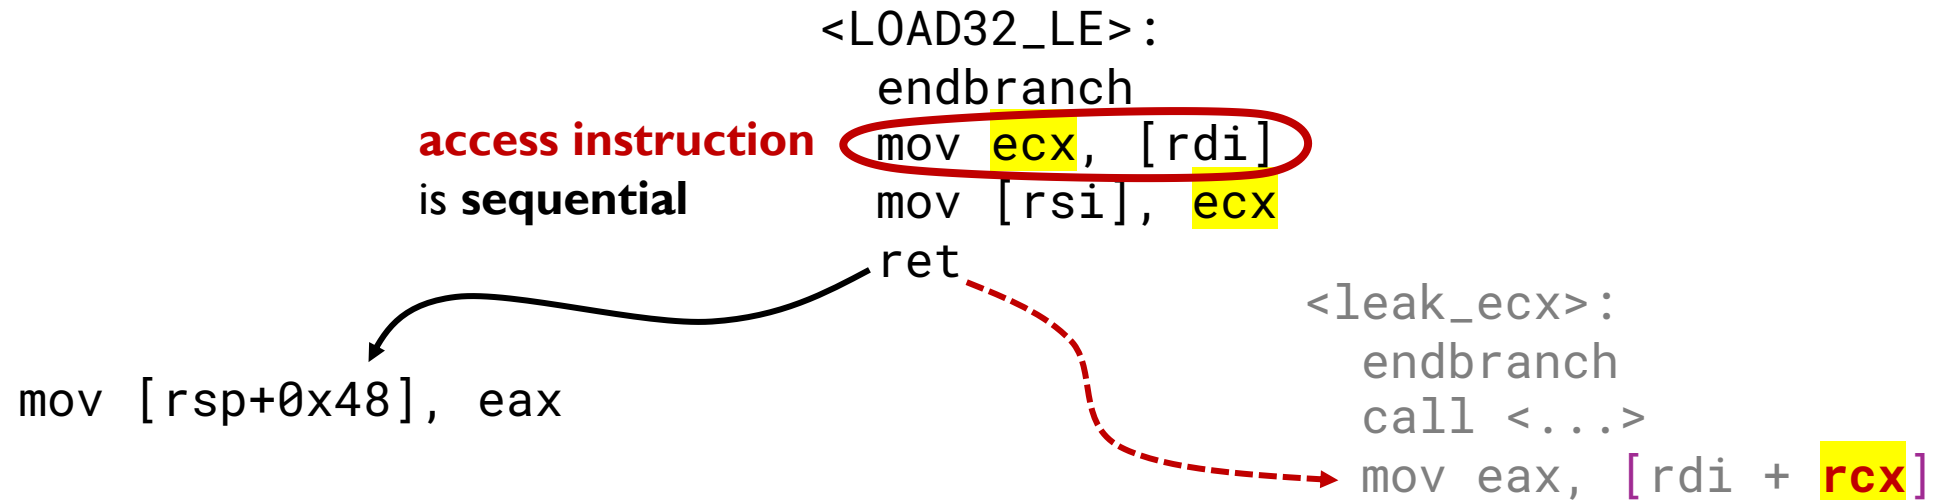 <LOAD32_LE>:
endbranch
access instruction
mov ecx, [rdi]
is sequential
mov [rsi], ecx
ret
mov [rsp+0x48], eax
<leak_ecx>:
endbranch
call <...>
mov eax, [rdi + rcx]